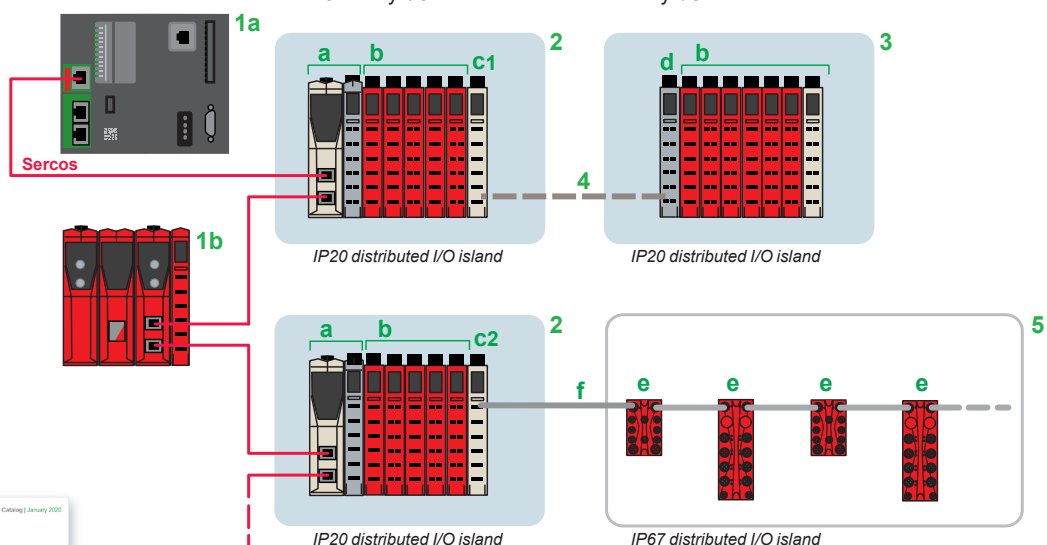 1a
2
3
a
b
c1
d
b
Sercos
4
1b
IP20 distributed I/O island
IP20 distributed I/O island
2
5
a
b
c2
f
e
e
e
e
Catalog | January 2020
IP20 distributed I/O island
IP67 distributed I/O island